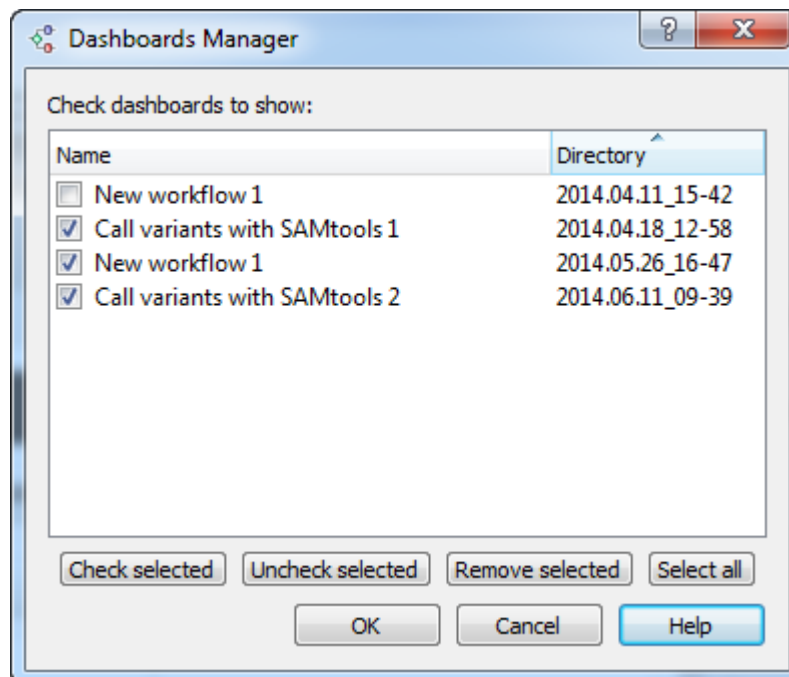 Dashboards Manager
Check dashboards to show:
Name Directory
New workflow 1 2014.04.11_15-42
Call variants with SAMtools 1 2014.04.18_12-58
New workflow 1 2014.05.26_16-47
Call variants with SAMtools 2 2014.06.11_09-39
Check selected Uncheck selected Remove selected Select all
OK Cancel Help